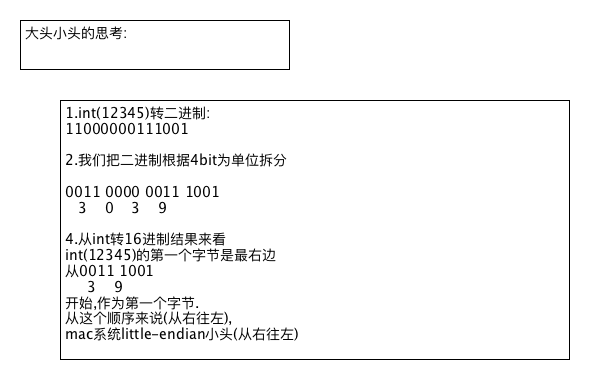 大头小头的思考:
1.int(12345)转二进制:
11000000111001
2.我们把二进制根据4bit为单位拆分
0011 0000 0011 1001
3 0 3 9
4.从int转16进制结果来看
int(12345)的第一个字节是最右边
从0011 1001
3 9
开始,作为第一个字节.
从这个顺序来说(从右往左),
mac系统little-endian小头(从右往左)